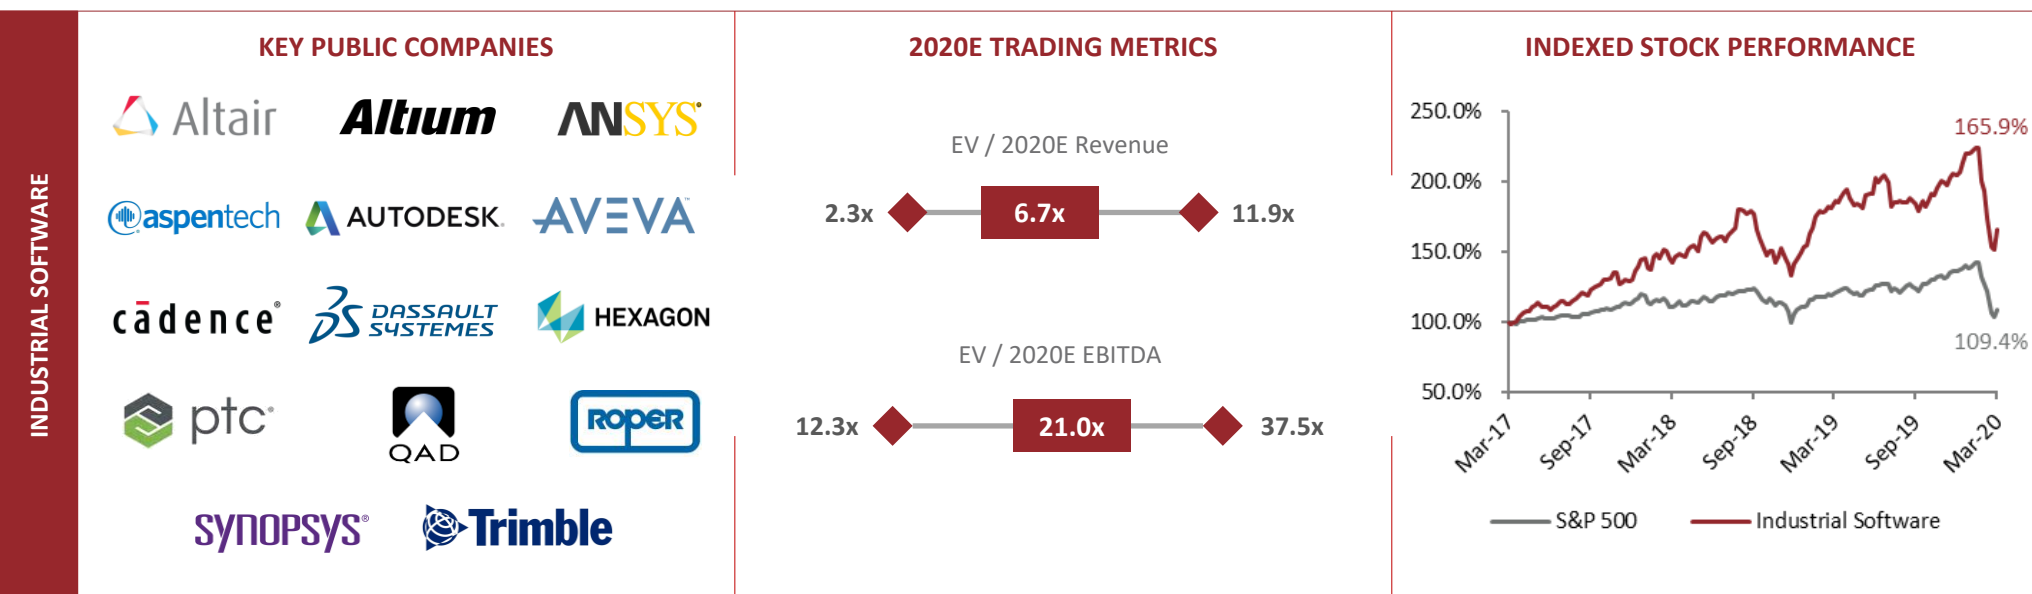 INDUSTRIAL SOFTWARE
KEY PUBLIC COMPANIES
Altair Altium ANSYS®
aspentech AUTODESK. AVEVA™
cādence® DASSAULT SYSTEMES HEXAGON
ptc® QAD ROPER
SYNOPSYS® Trimble
2020E TRADING METRICS
EV / 2020E Revenue
2.3x 6.7x 11.9x
EV / 2020E EBITDA
12.3x 21.0x 37.5x
INDEXED STOCK PERFORMANCE
250.0%
200.0%
150.0%
100.0%
50.0%
165.9%
109.4%
Mar-17 Sep-17 Mar-18 Sep-18 Mar-19 Sep-19 Mar-20
S&P 500 Industrial Software